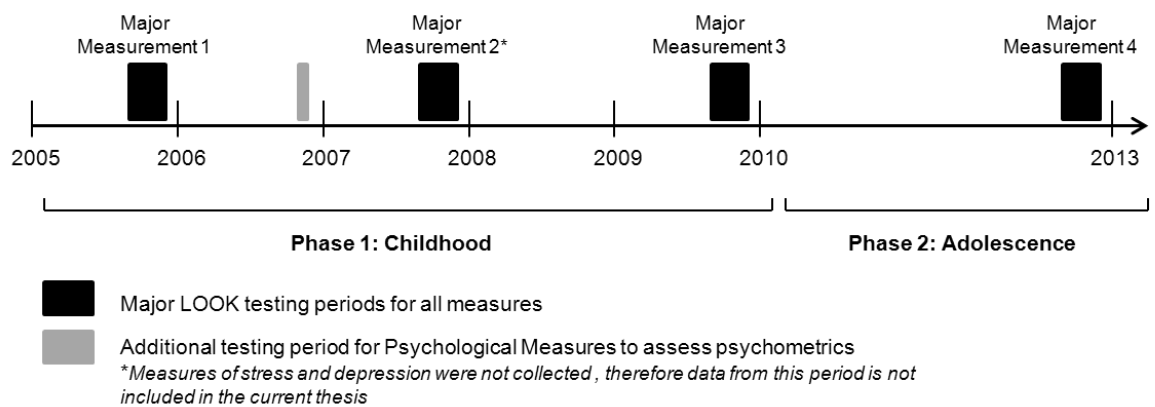 Major
Measurement 1
Major
Measurement 2*
Major
Measurement 3
Major
Measurement 4
2005
2006
2007
2008
2009
2010
2013
Phase 1: Childhood
Phase 2: Adolescence
Major LOOK testing periods for all measures
Additional testing period for Psychological Measures to assess psychometrics
*Measures of stress and depression were not collected , therefore data from this period is not
included in the current thesis